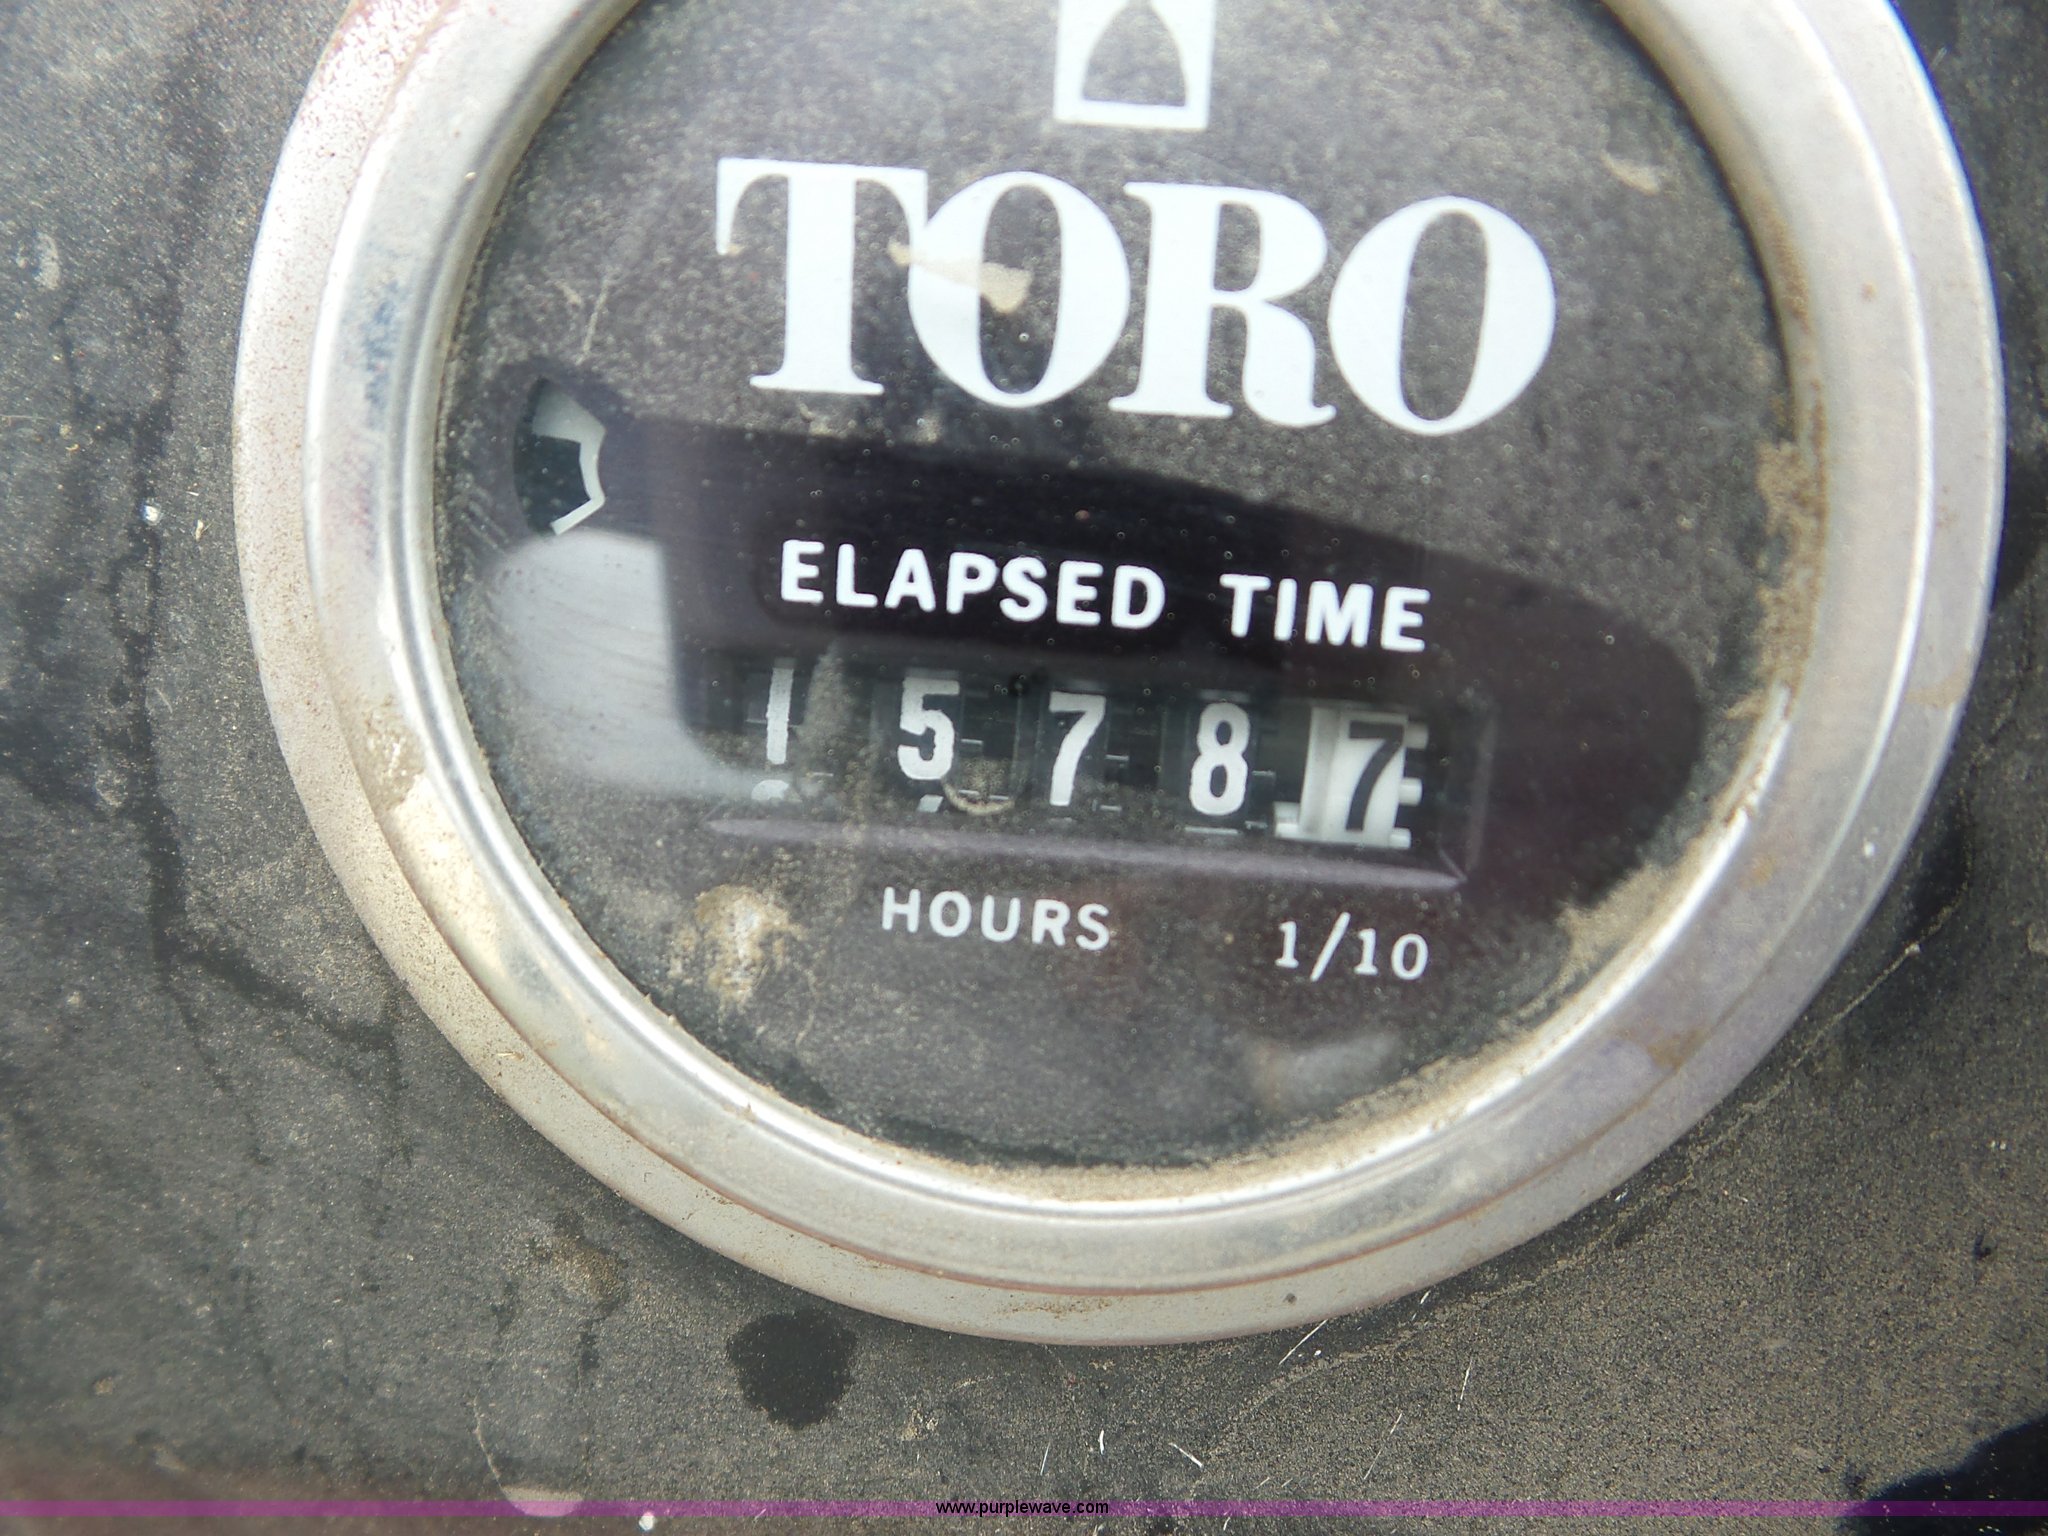 TORO
ELAPSED TIME
1 5 7 8 7
HOURS 1/10
www.purplewave.com